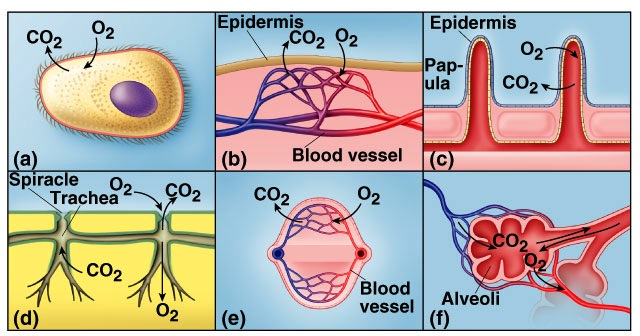 CO2 O2
(a)
Epidermis
CO2 O2
Blood vessel
(b)
Epidermis
O2
Pap-
ula
CO2
(c)
Spiracle
Trachea
O2 CO2
CO2
O2
(d)
CO2 O2
Blood
vessel
(e)
CO2
O2
Alveoli
(f)